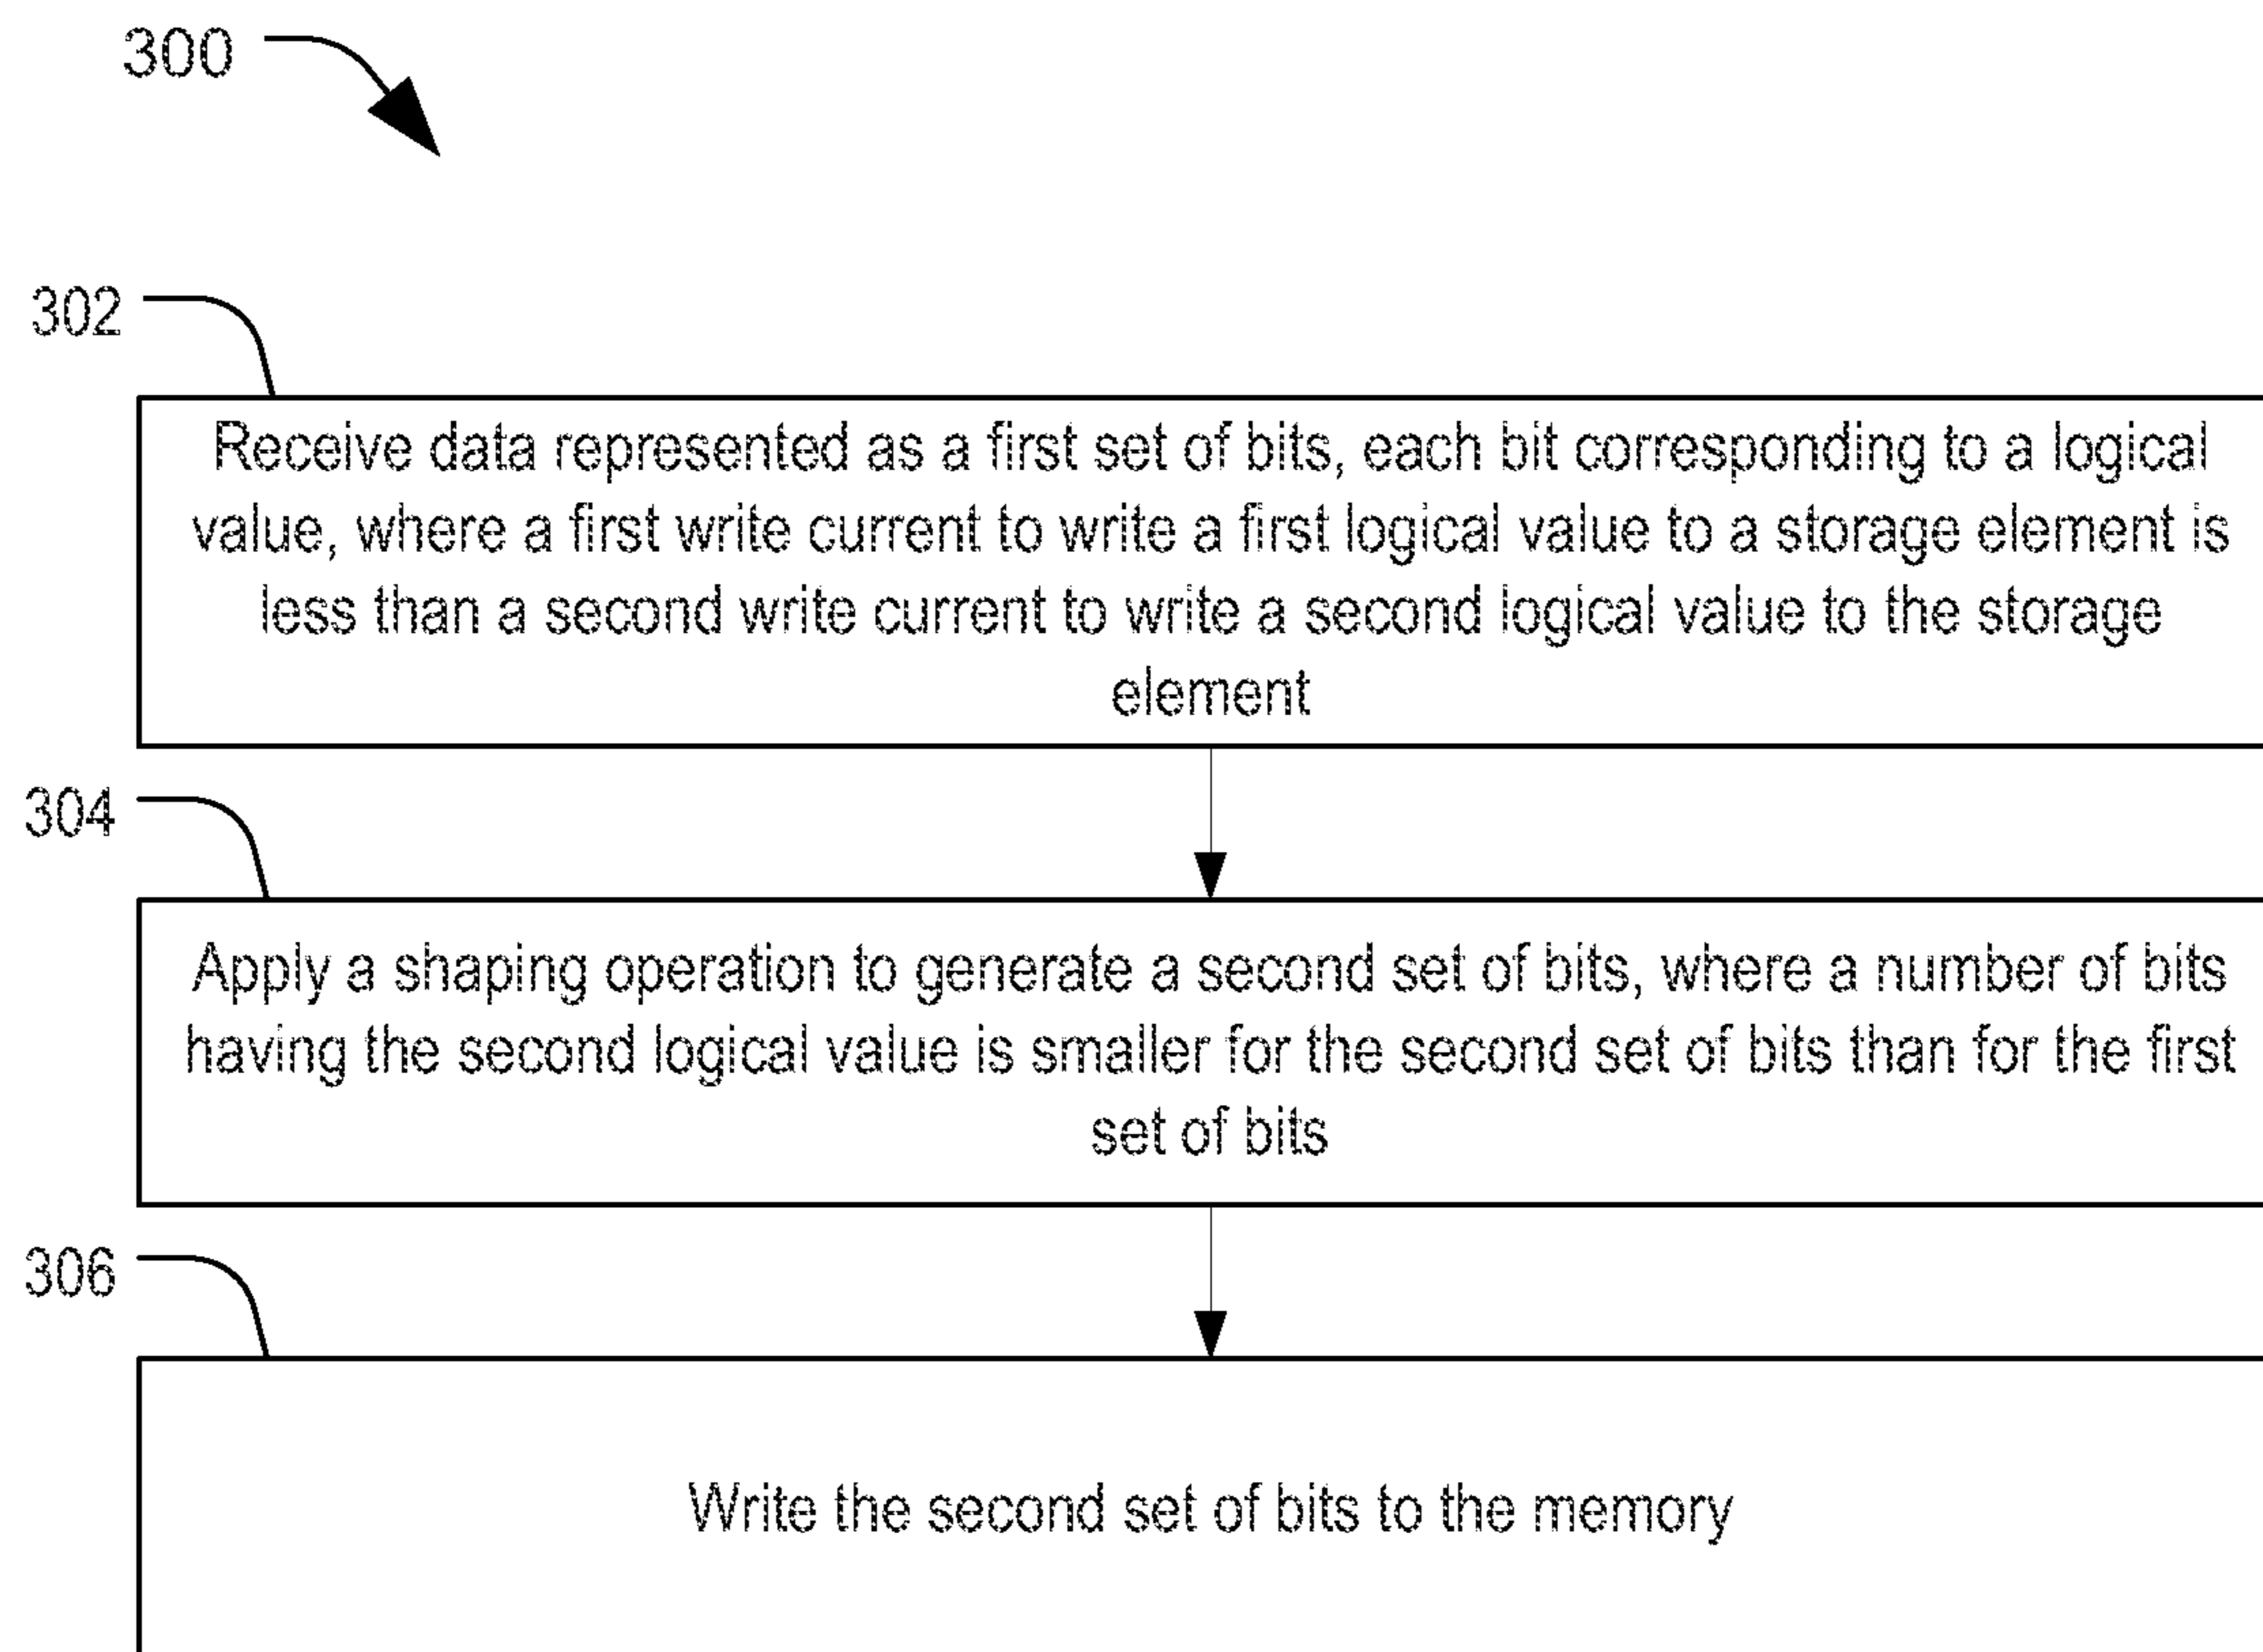 300
302
Receive data represented as a first set of bits, each bit corresponding to a logical
value, where a first write current to write a first logical value to a storage element is
less than a second write current to write a second logical value to the storage
element
304
Apply a shaping operation to generate a second set of bits, where a number of bits
having the second logical value is smaller for the second set of bits than for the first
set of bits
306
Write the second set of bits to the memory